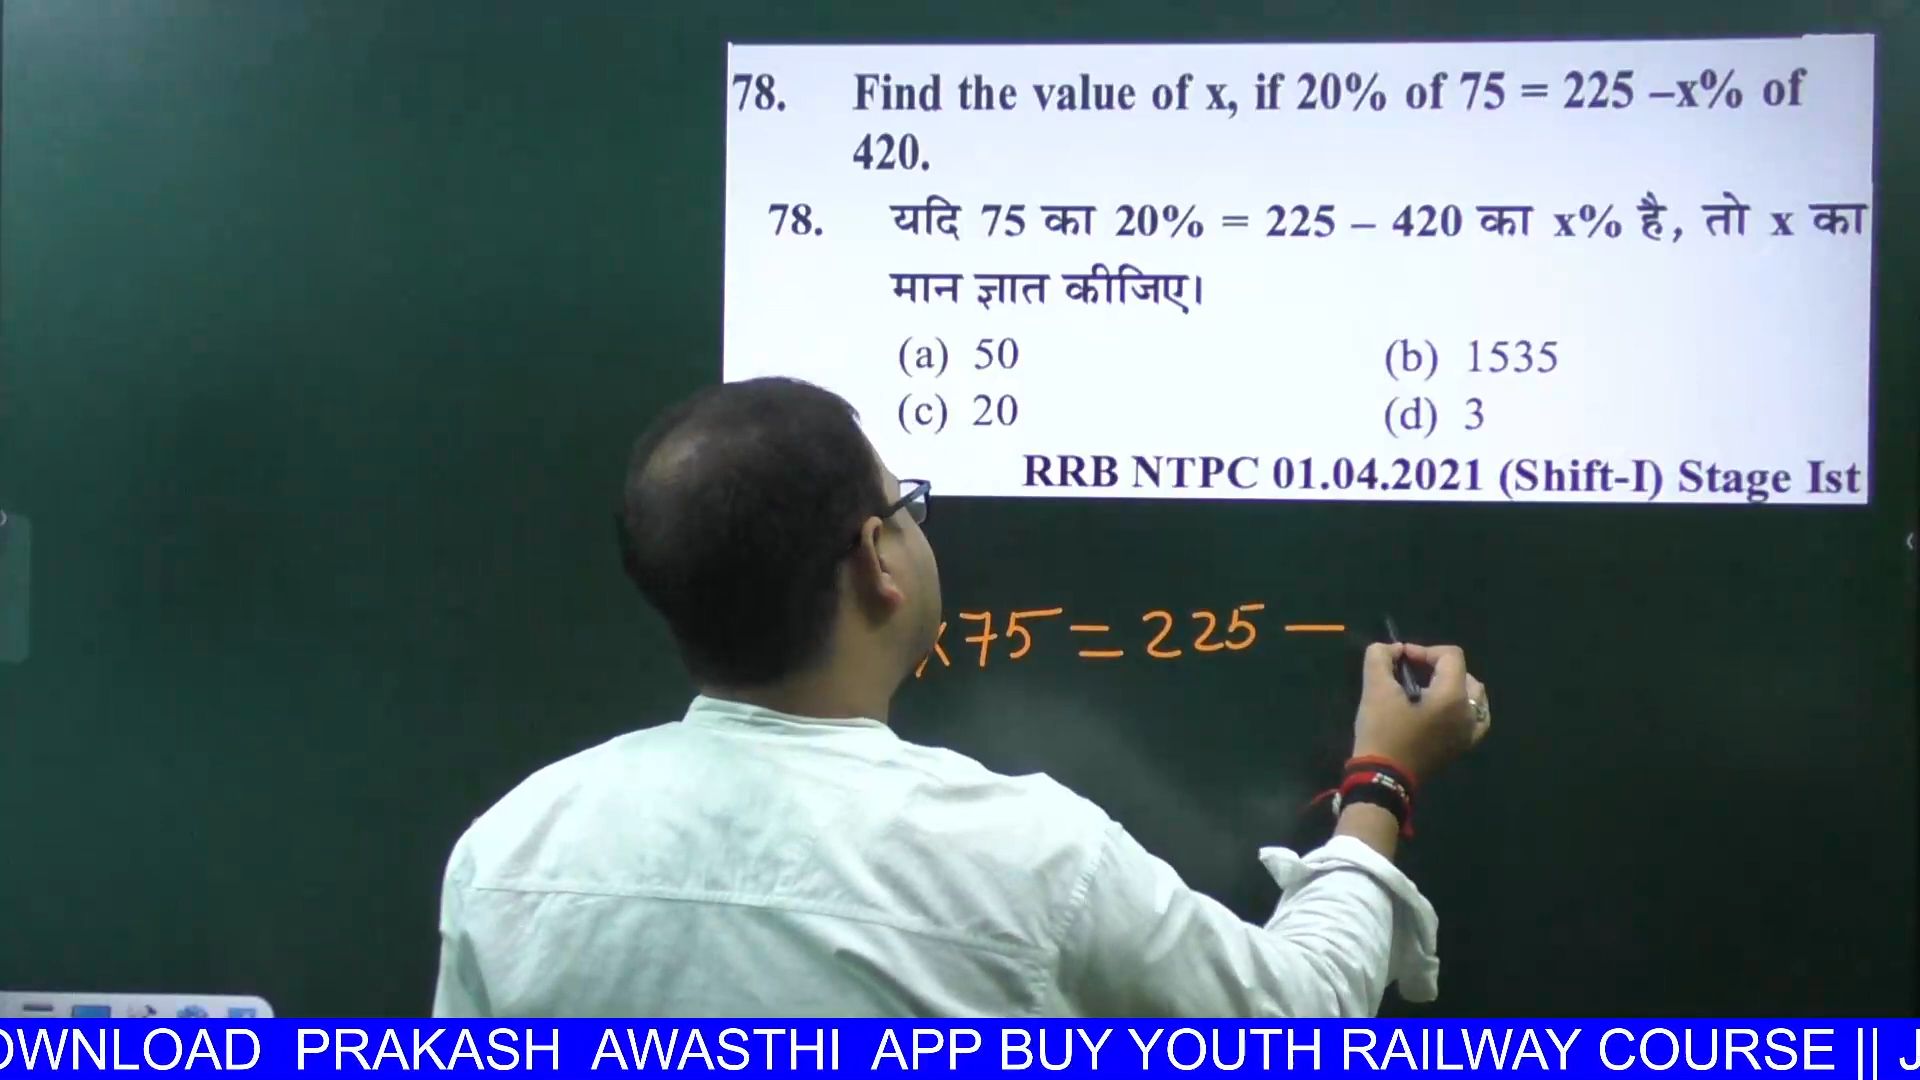 78. Find the value of x, if 20% of 75 = 225 –x% of
420.
78. यदि 75 का 20% = 225 – 420 का x% है, तो x का
मान ज्ञात कीजिए।
(a) 50 (b) 1535
(c) 20 (d) 3
RRB NTPC 01.04.2021 (Shift-I) Stage Ist
x75 = 225 –
OWNLOAD PRAKASH AWASTHI APP BUY YOUTH RAILWAY COURSE || J